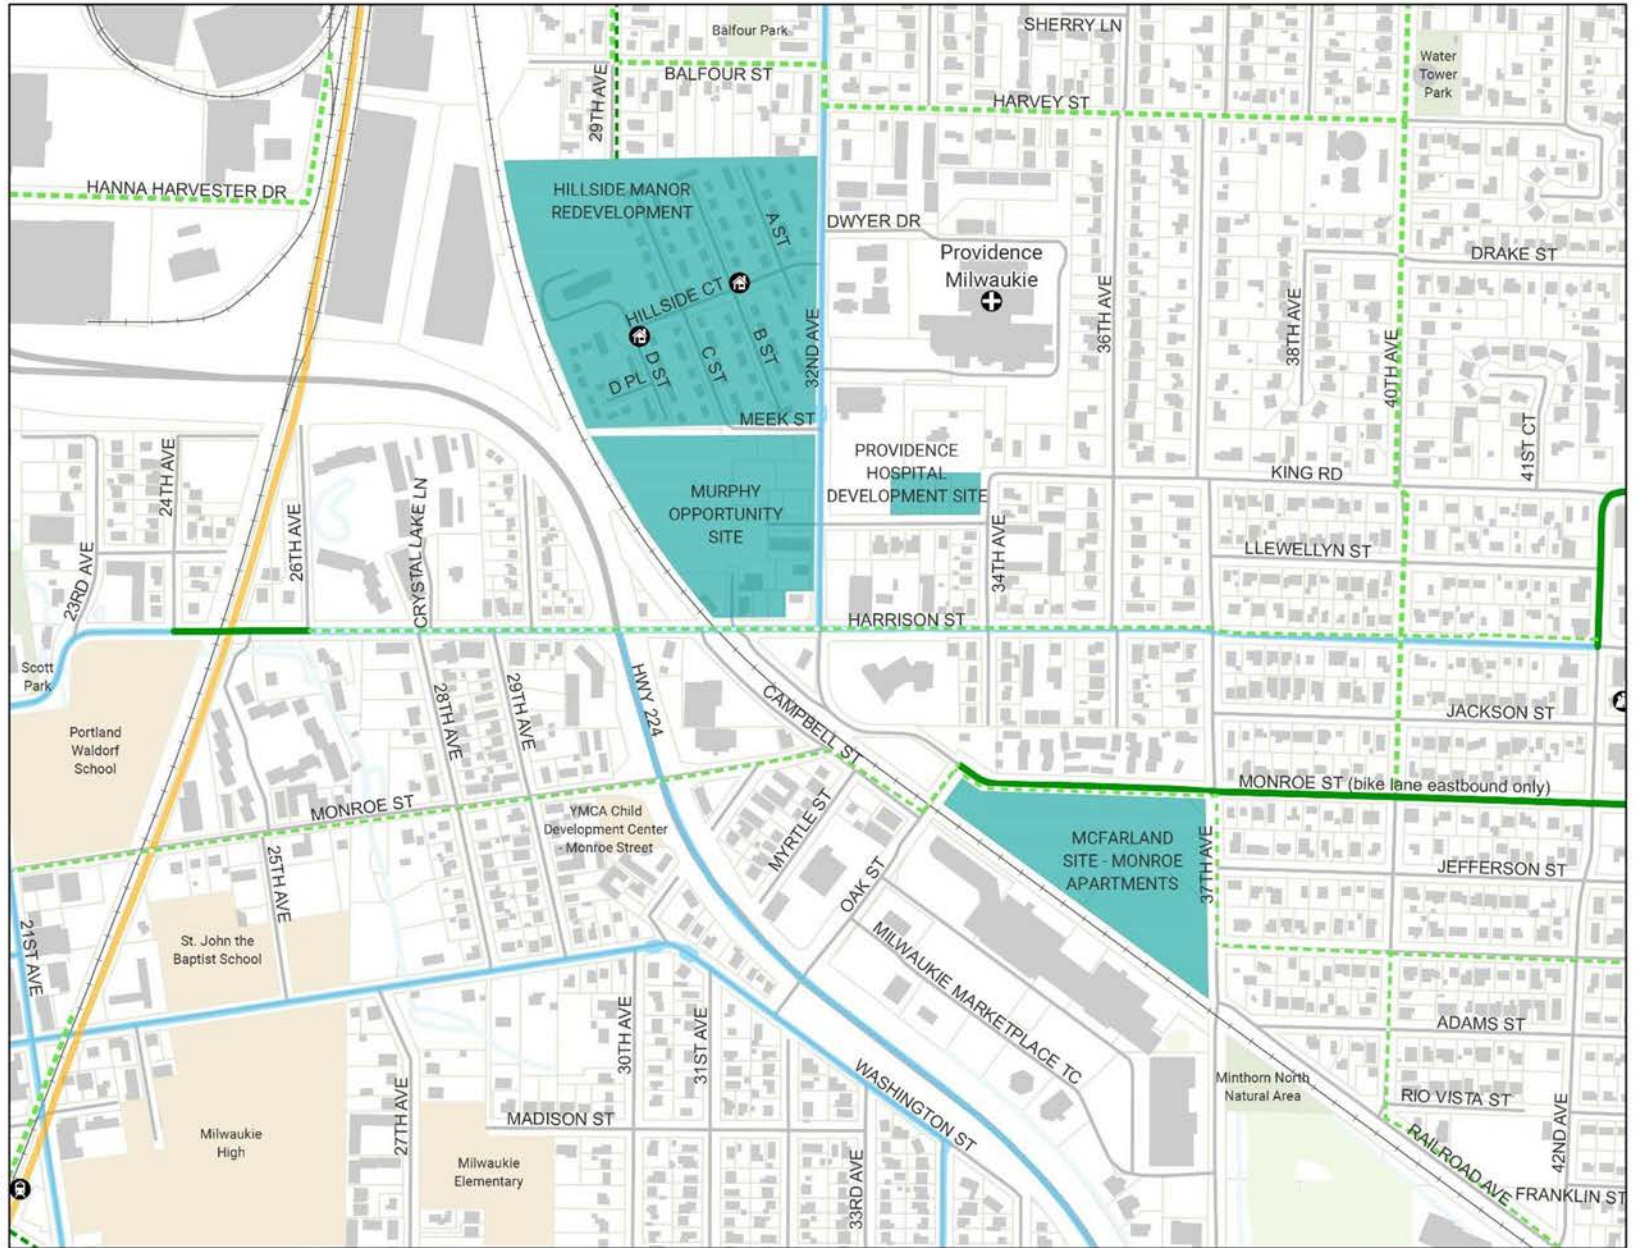 SHERRY LN
Balfour Park
BALFOUR ST
29TH AVE
HARVEY ST
Water
Tower
Park
HANNA HARVESTER DR
HILLSIDE MANOR
REDEVELOPMENT
A ST
DWYER DR
Providence
Milwaukie
DRAKE ST
HILLSIDE CT
B ST
C ST
D ST
D PL
32ND AVE
36TH AVE
38TH AVE
40TH AVE
MEEK ST
24TH AVE
26TH AVE
CRYSTAL LAKE LN
23RD AVE
MURPHY
OPPORTUNITY
SITE
PROVIDENCE
HOSPITAL
DEVELOPMENT SITE
34TH AVE
KING RD
41ST CT
LLEWELLYN ST
HARRISON ST
Scott
Park
Portland
Waldorf
School
28TH AVE
29TH AVE
HWY 224
CAMPBELL ST
JACKSON ST
MONROE ST (bike lane eastbound only)
MONROE ST
YMCA Child
Development Center
- Monroe Street
MYRTLE ST
OAK ST
MCFARLAND
SITE - MONROE
APARTMENTS
37TH AVE
JEFFERSON ST
25TH AVE
21ST AVE
St. John the
Baptist School
MILWAUKIE MARKETPLACE TC
ADAMS ST
30TH AVE
31ST AVE
WASHINGTON ST
Minthorn North
Natural Area
RIO VISTA ST
RAILROAD AVE
42ND AVE
FRANKLIN ST
MADISON ST
27TH AVE
33RD AVE
Milwaukie
High
Milwaukie
Elementary